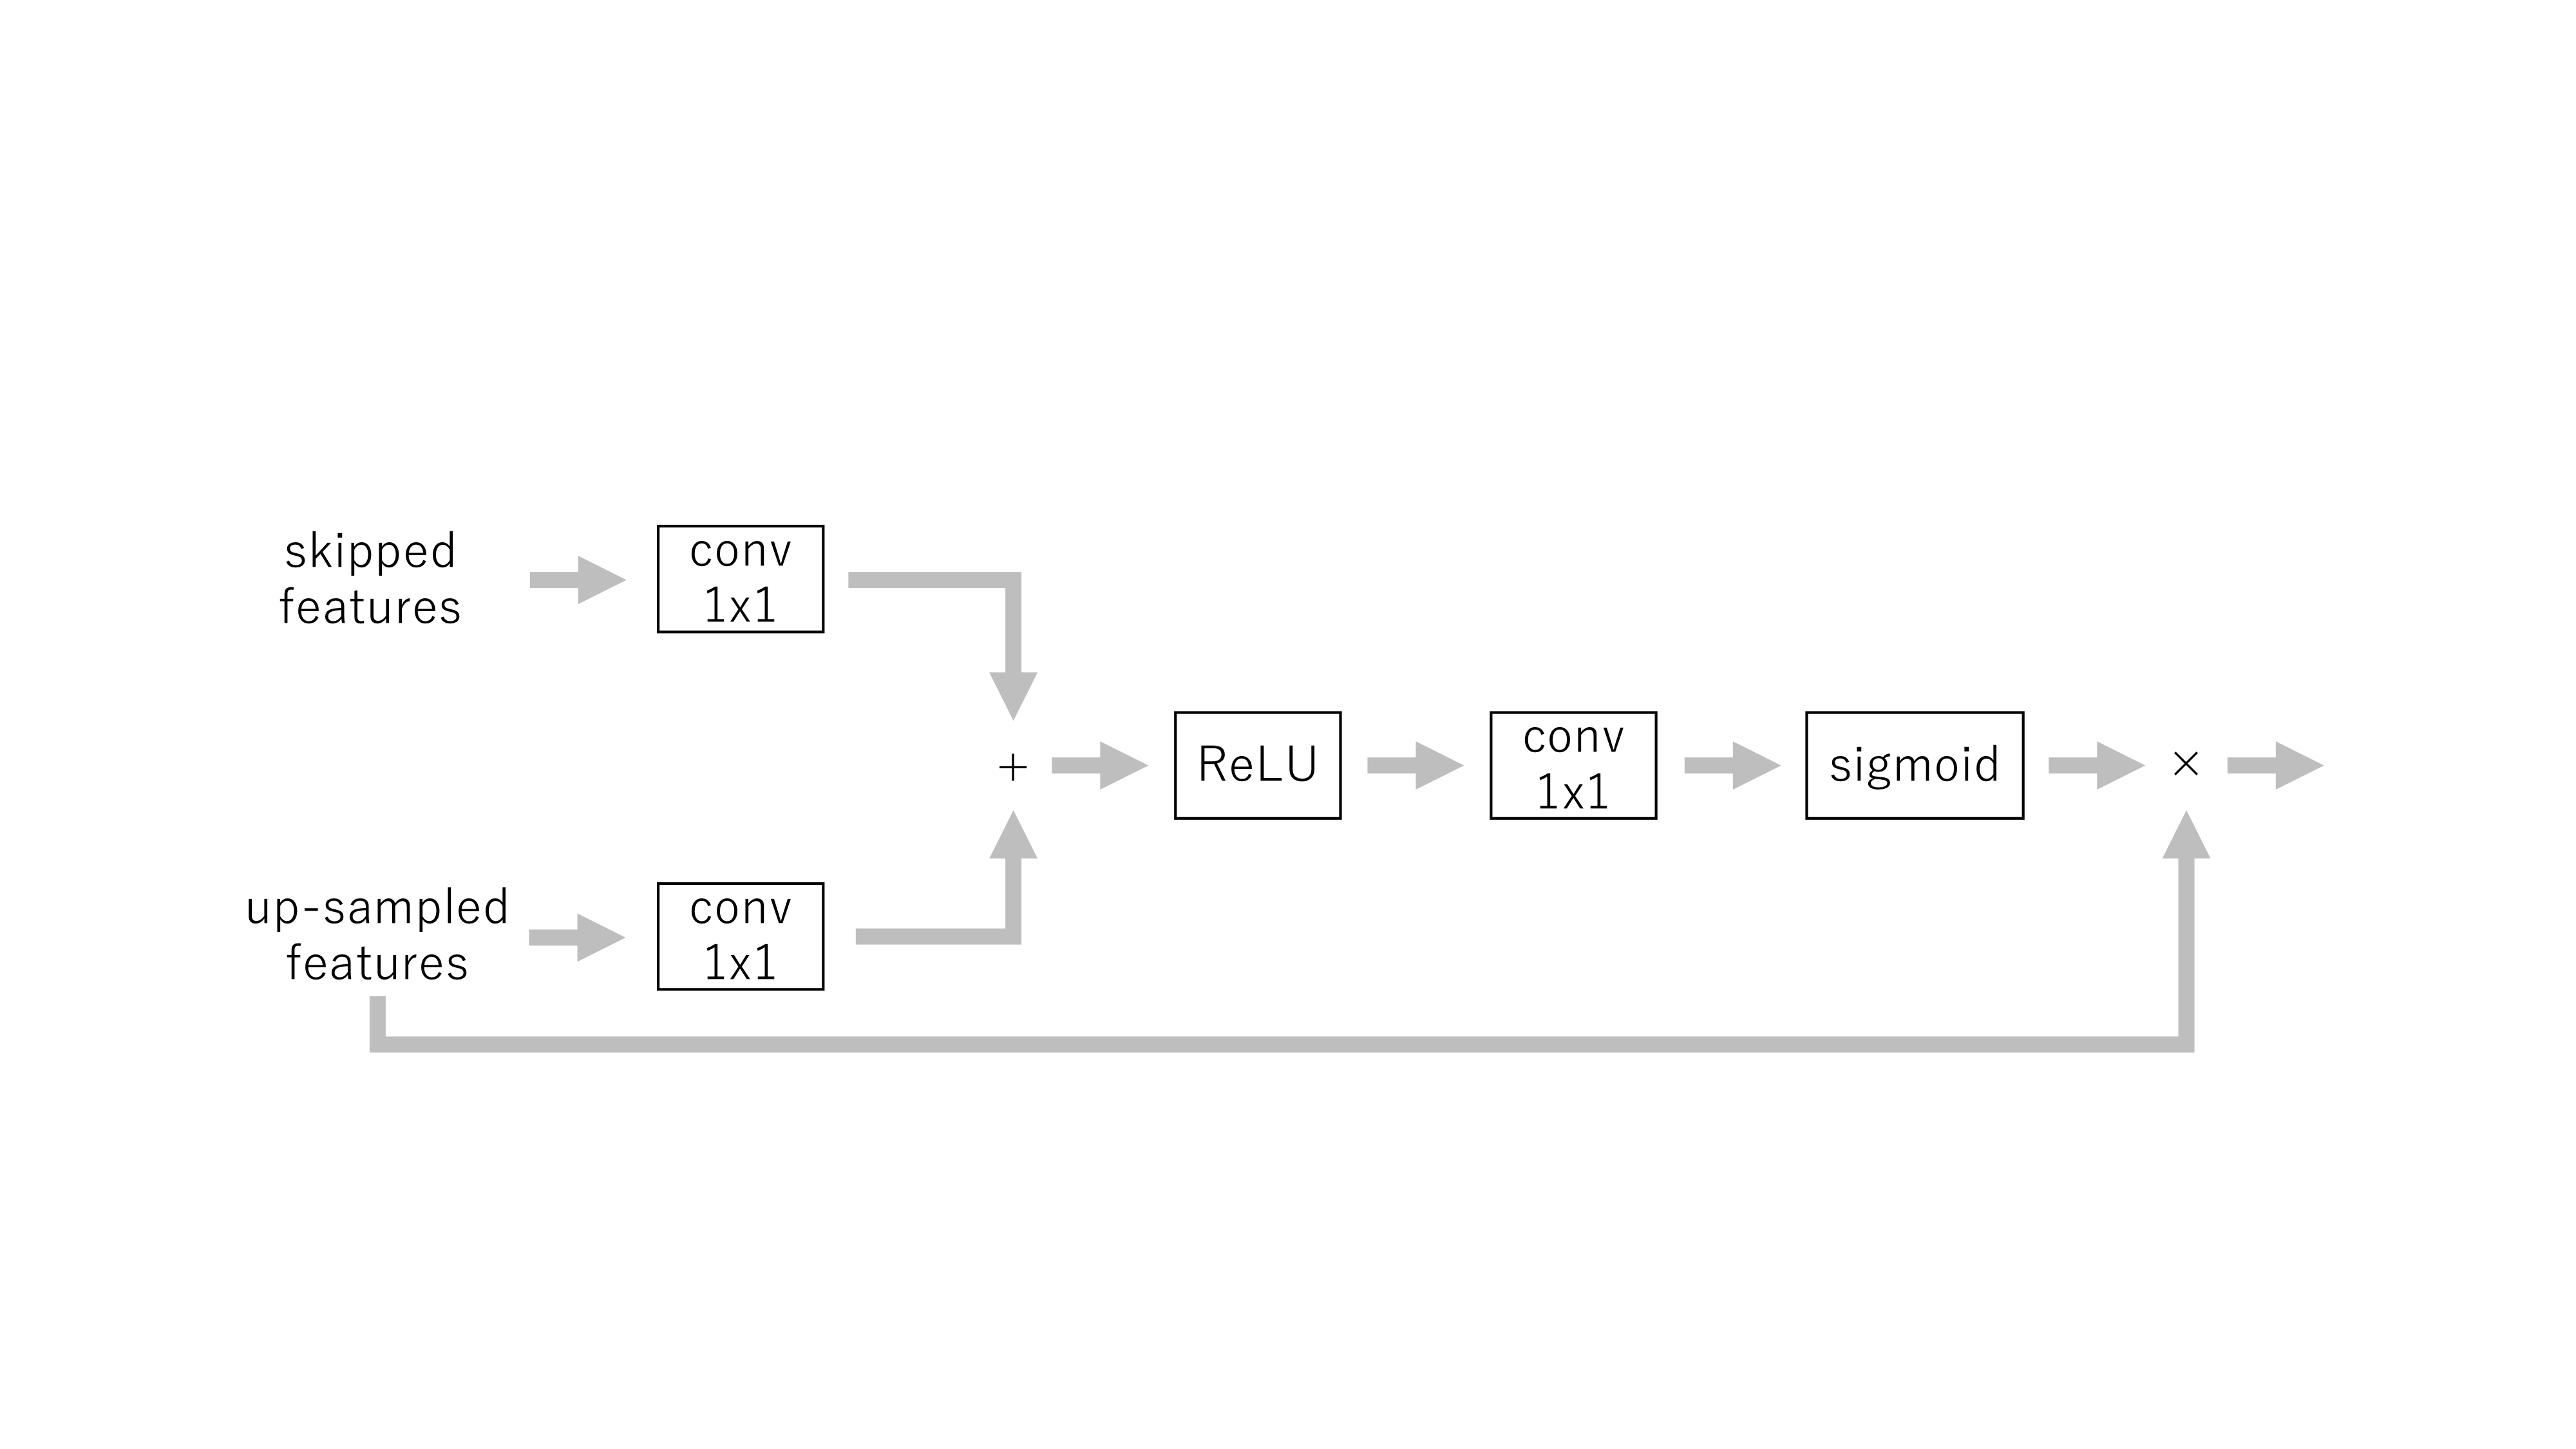 skipped
features
conv
1x1
+
ReLU
conv
1x1
sigmoid
×
up-sampled
features
conv
1x1